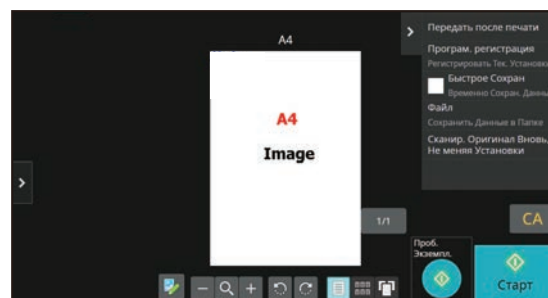 A4
A4
Image
1/1
Передать после печати
Програм. регистрация
Регистрировать Тек. Установки
Быстрое Сохран
Временно Сохран. Данны
Файл
Сохранить Данные в Папке
Сканир. Оригинал Вновь,
Не меняя Установки
CA
Проб.
Экземпл.
Старт